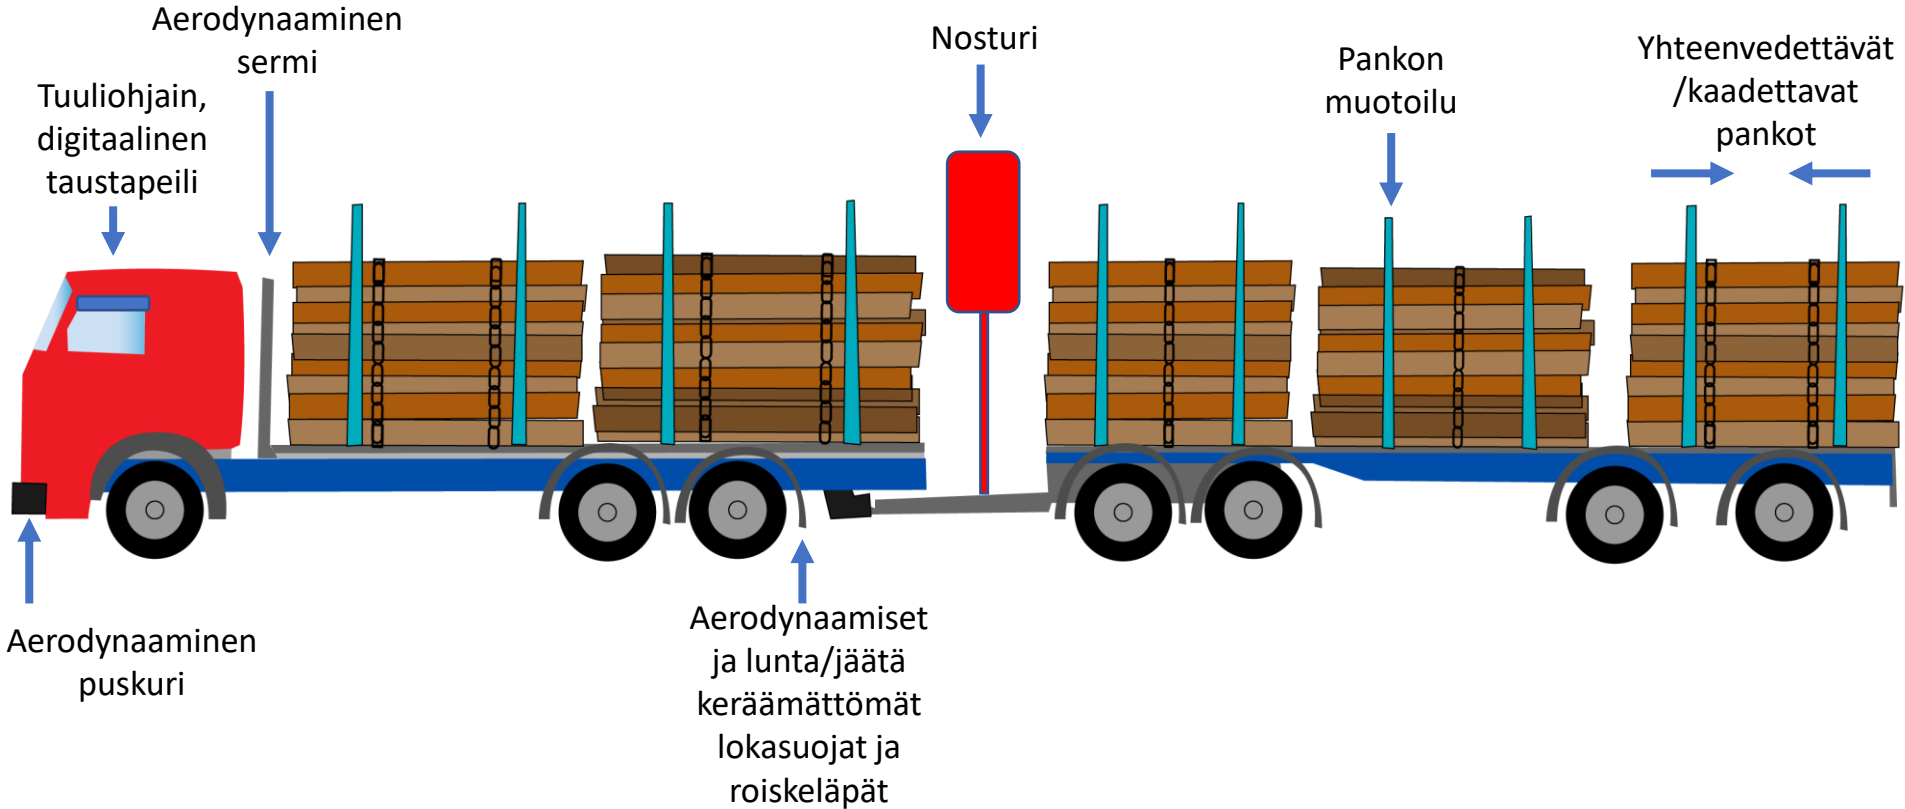 Aerodynaaminen
sermi
Tuuliohjain,
digitaalinen
taustapeili
Nosturi
Pankon
muotoilu
Yhteenvedettävät
/kaadettavat
pankot
Aerodynaaminen
puskuri
Aerodynaamiset
ja lunta/jäätä
keräämättömät
lokasuojat ja
roiskeläpät